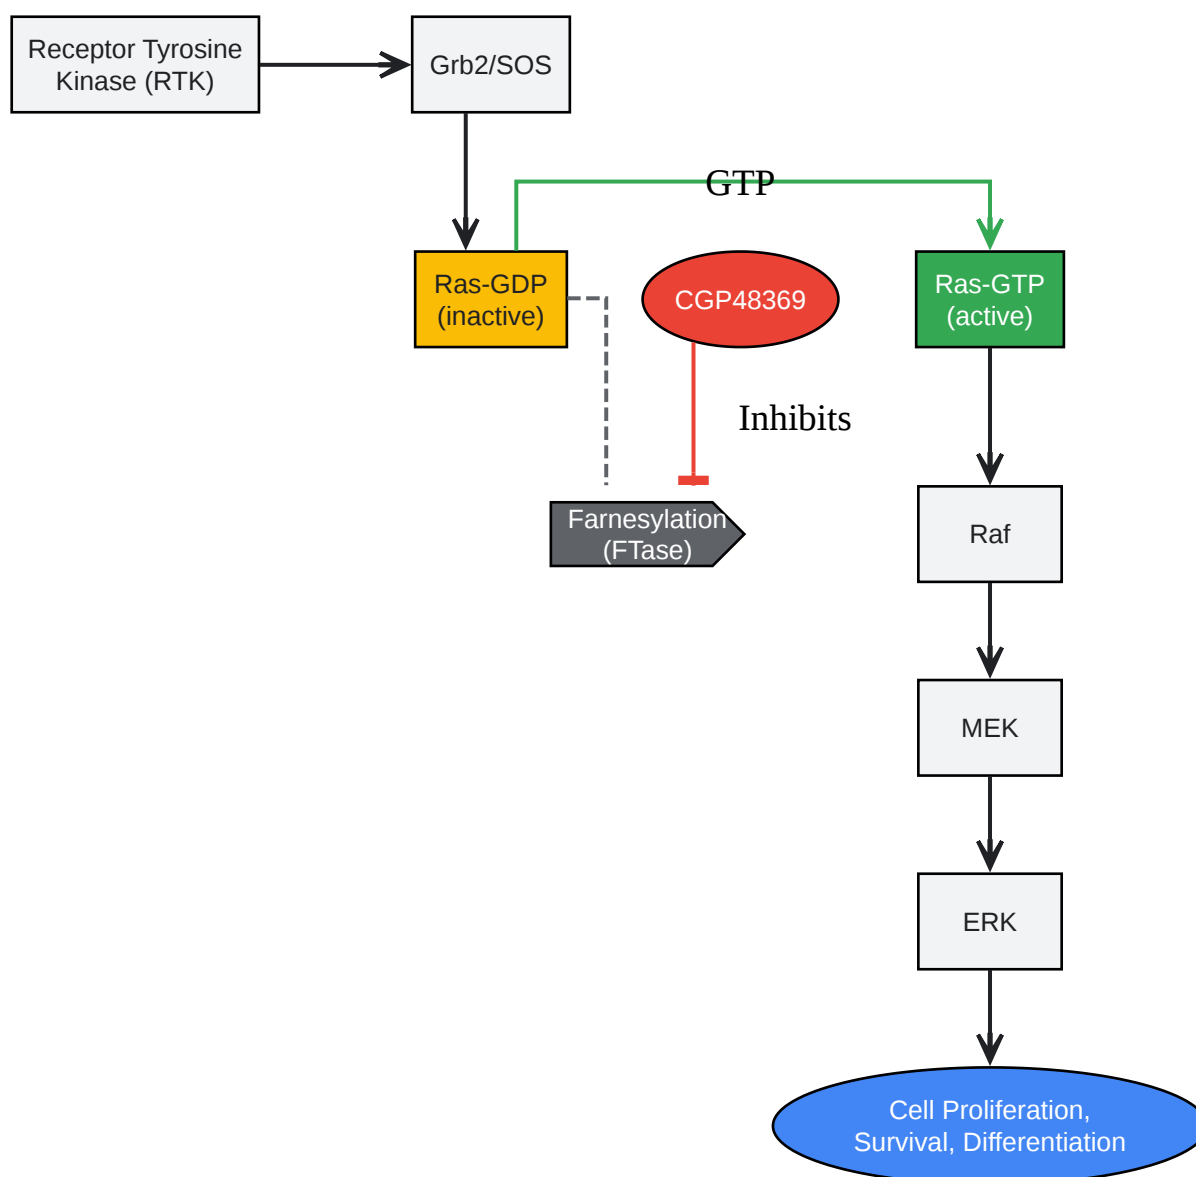 Receptor Tyrosine
Kinase (RTK)
Grb2/SOS
GTP
Ras-GDP
(inactive)
CGP48369
Ras-GTP
(active)
Inhibits
Farnesylation
(FTase)
Raf
MEK
ERK
Cell Proliferation,
Survival, Differentiation